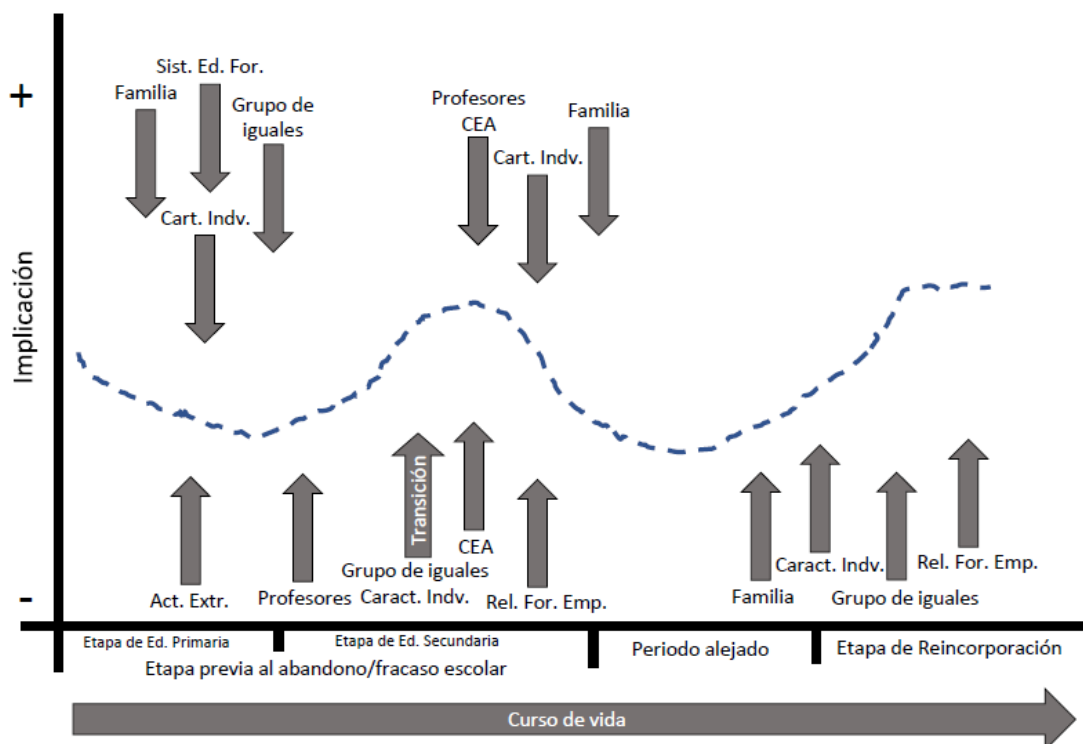 Sist. Ed. For.
+
Familia
Grupo de
iguales
Profesores
CEA
Familia
Cart. Indv.
Cart. Indv.
Implicación
Transición
CEA
Grupo de iguales
Caract. Indv.
Act. Extr.
Profesores
Rel. For. Emp.
Familia
Caract. Indv.
Grupo de iguales
Rel. For. Emp.
-
Etapa de Ed. Primaria
Etapa de Ed. Secundaria
Etapa previa al abandono/fracaso escolar
Periodo alejado
Etapa de Reincorporación
Curso de vida